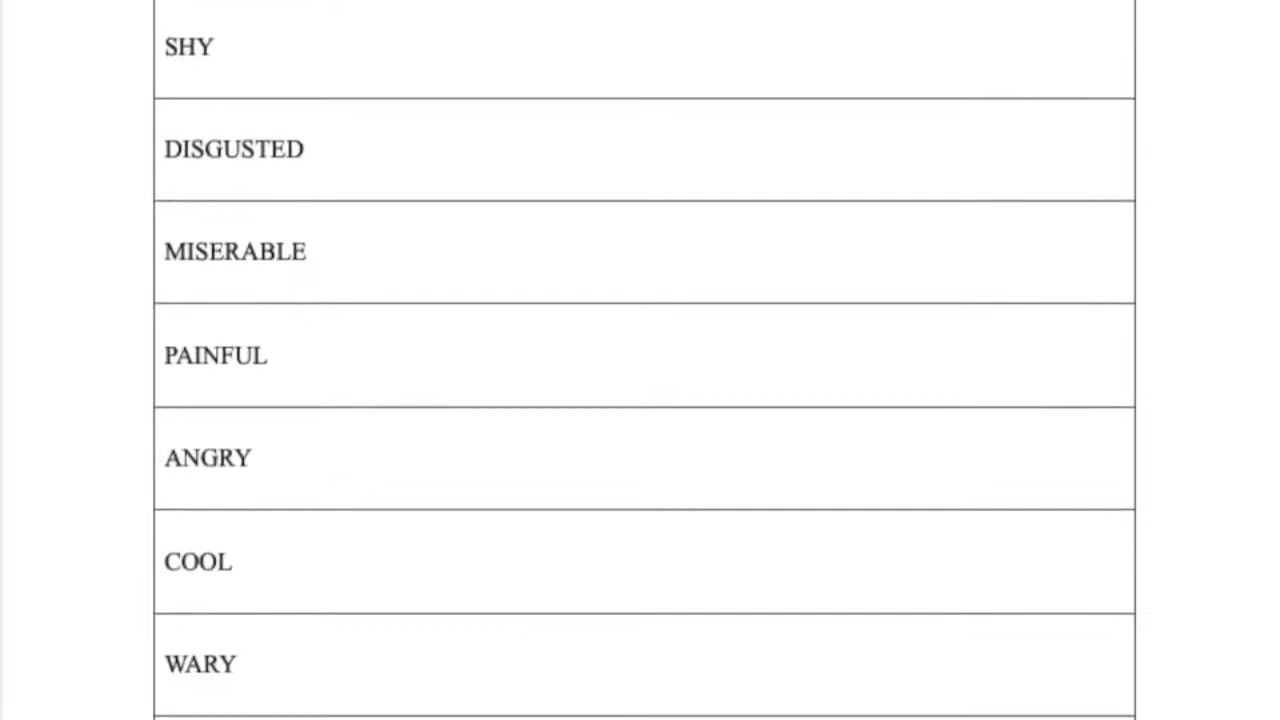 SHY
DISGUSTED
MISERABLE
PAINFUL
ANGRY
COOL
WARY